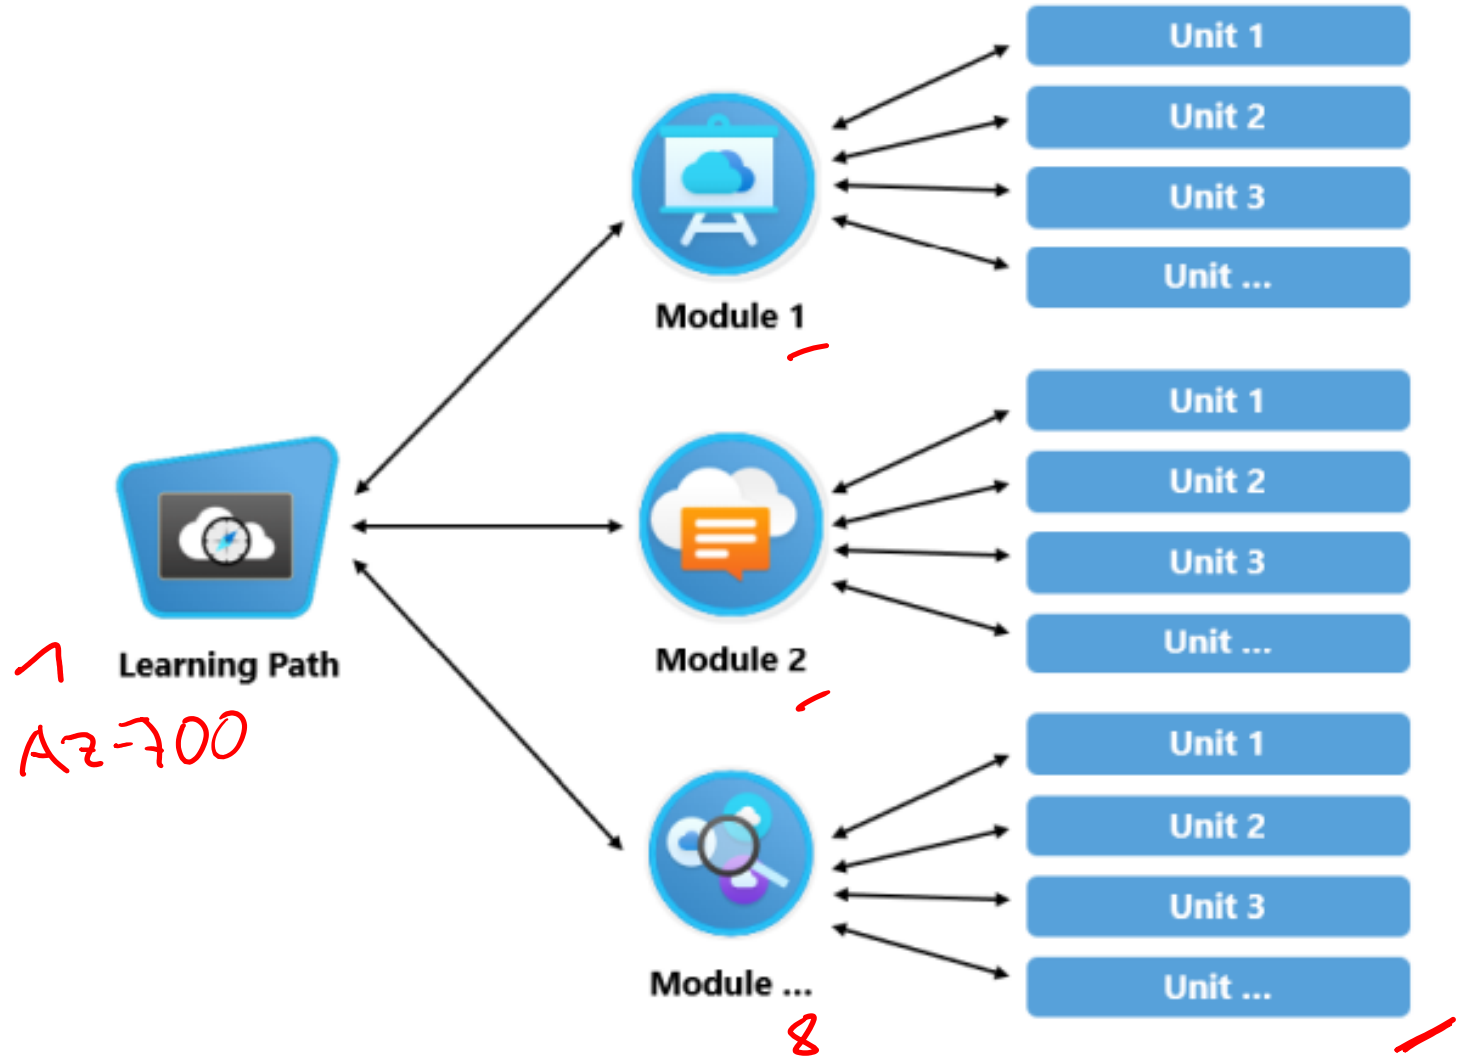 Unit 1
Unit 2
Unit 3
Unit ...
Module 1
Unit 1
Unit 2
Unit 3
Unit ...
Module 2
1 Learning Path
Az-700
Unit 1
Unit 2
Unit 3
Unit ...
Module ...
8